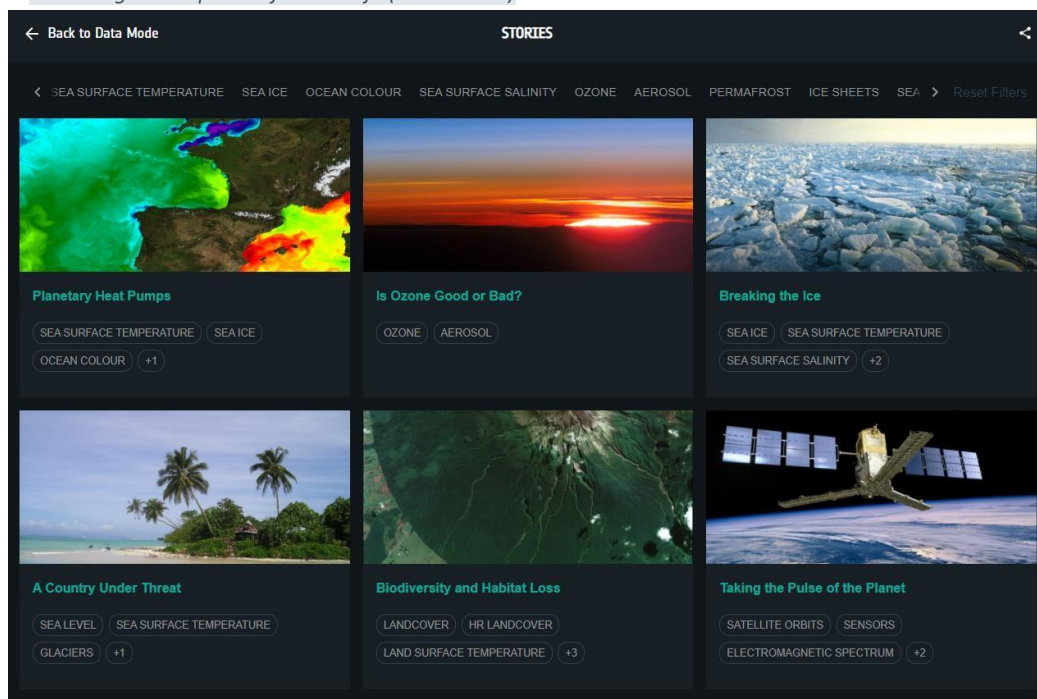 Back to Data Mode STORIES
SEA SURFACE TEMPERATURE SEA ICE OCEAN COLOUR SEA SURFACE SALINITY OZONE AEROSOL PERMAFROST ICE SHEETS SEA Reset Filters
Planetary Heat Pumps
SEA SURFACE TEMPERATURE SEA ICE
OCEAN COLOUR +1
Is Ozone Good or Bad?
OZONE AEROSOL
Breaking the Ice
SEA ICE SEA SURFACE TEMPERATURE
SEA SURFACE SALINITY +2
A Country Under Threat
SEA LEVEL SEA SURFACE TEMPERATURE
GLACIERS +1
Biodiversity and Habitat Loss
LANDCOVER HR LANDCOVER
LAND SURFACE TEMPERATURE +3
Taking the Pulse of the Planet
SATELLITE ORBITS SENSORS
ELECTROMAGNETIC SPECTRUM +2